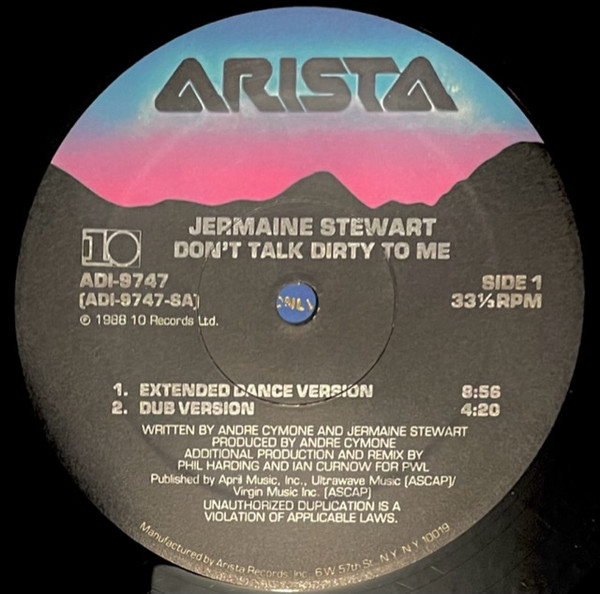 ARISTA
10
JERMAINE STEWART
DON'T TALK DIRTY TO ME
ADI-9747
(ADI-9747-SA)
℗ 1988 10 Records Ltd.
SIDE 1
33⅓ RPM
ONLY
1. EXTENDED DANCE VERSION 8:56
2. DUB VERSION 4:20
WRITTEN BY ANDRE CYMONE AND JERMAINE STEWART
PRODUCED BY ANDRE CYMONE
ADDITIONAL PRODUCTION AND REMIX BY
PHIL HARDING AND IAN CURNOW FOR PWL
Published by April Music, Inc., Ultrawave Music (ASCAP)/
Virgin Music Inc. (ASCAP)
UNAUTHORIZED DUPLICATION IS A
VIOLATION OF APPLICABLE LAWS.
Manufactured by Arista Records, Inc. 6 W. 57th St. N.Y. N.Y. 10019